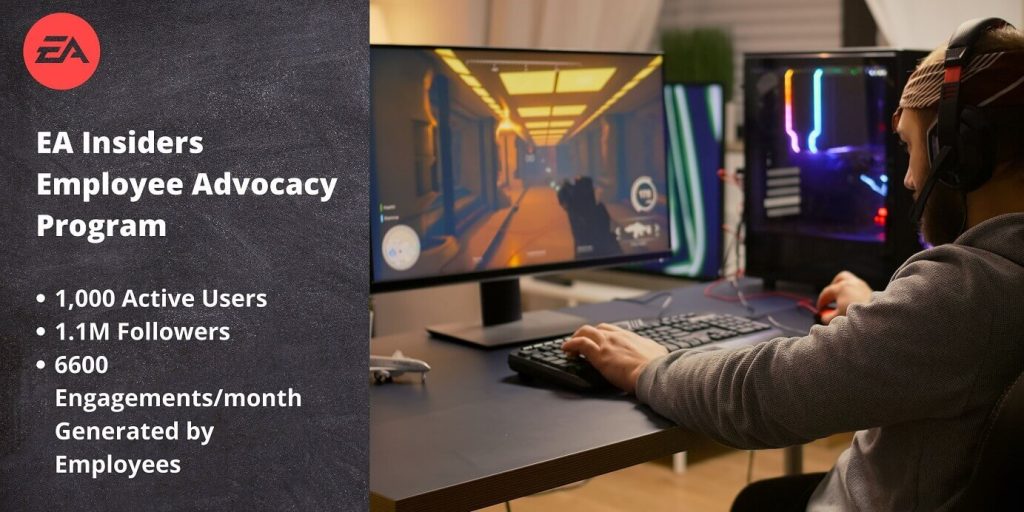 EA
EA Insiders
Employee Advocacy
Program
• 1,000 Active Users
• 1.1M Followers
• 6600
Engagements/month
Generated by
Employees